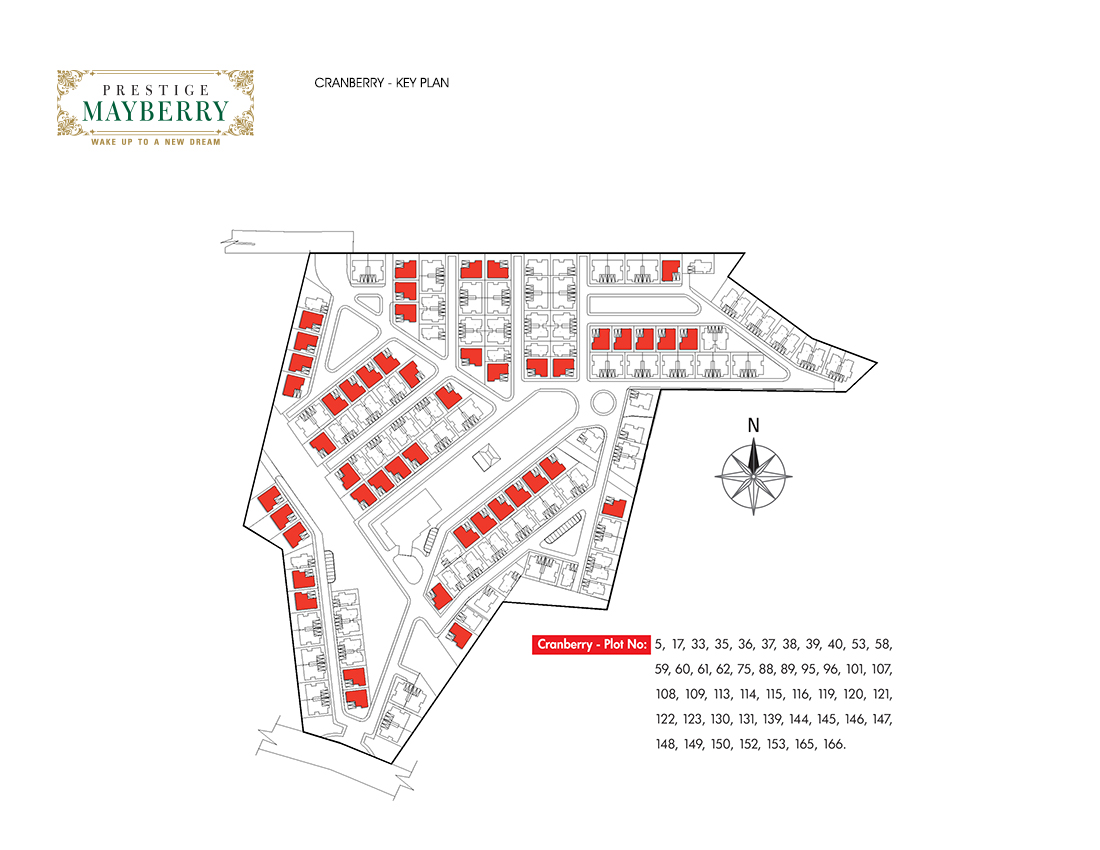 PRESTIGE
MAYBERRY
WAKE UP TO A NEW DREAM
CRANBERRY - KEY PLAN
N
Cranberry - Plot No: 5, 17, 33, 35, 36, 37, 38, 39, 40, 53, 58,
59, 60, 61, 62, 75, 88, 89, 95, 96, 101, 107,
108, 109, 113, 114, 115, 116, 119, 120, 121,
122, 123, 130, 131, 139, 144, 145, 146, 147,
148, 149, 150, 152, 153, 165, 166.